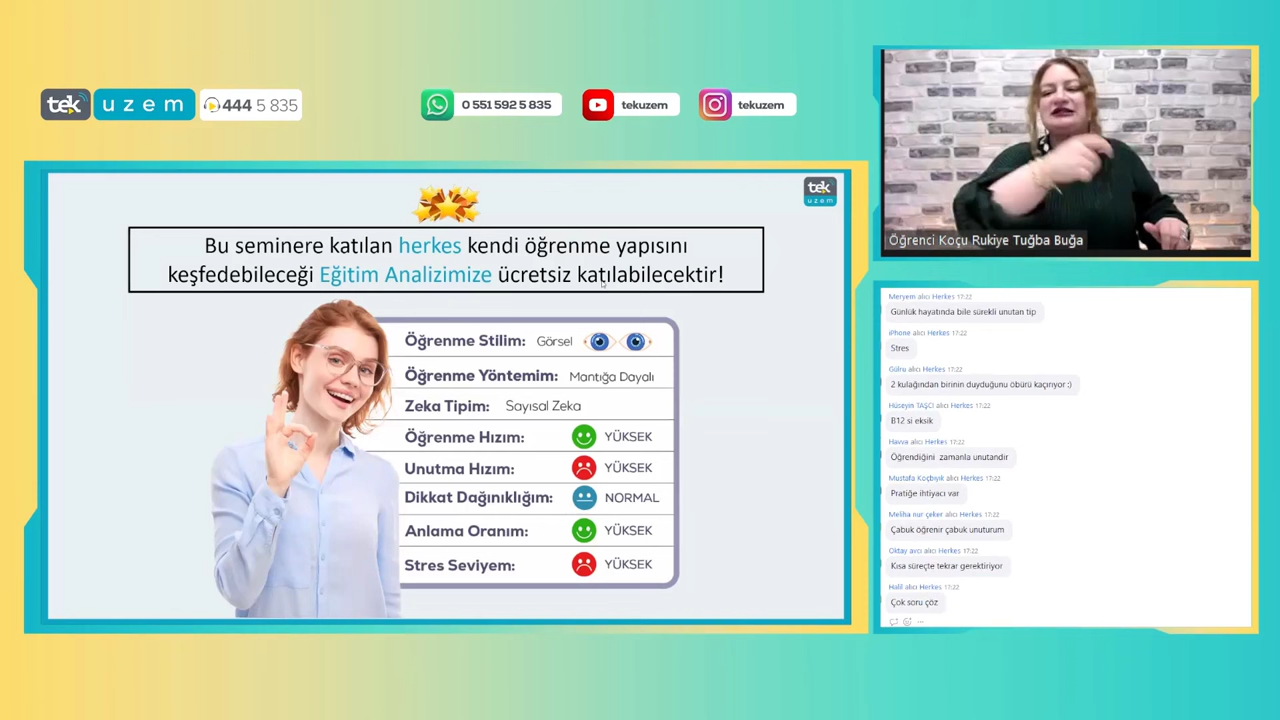 tek uzem 444 5 835
0 551 592 5 835
tekuzem
tekuzem
tek
uzem
Bu seminere katılan herkes kendi öğrenme yapısını
keşfedebileceği Eğitim Analizimize ücretsiz katılabilecektir!
Öğrenme Stilim: Görsel
Öğrenme Yöntemim: Mantığa Dayalı
Zeka Tipim: Sayısal Zeka
Öğrenme Hızım: YÜKSEK
Unutma Hızım: YÜKSEK
Dikkat Dağınıklığım: NORMAL
Anlama Oranım: YÜKSEK
Stres Seviyem: YÜKSEK
Öğrenci Koçu Rukiye Tuğba Buğa
Meryem alıcı Herkes 17:22
Günlük hayatında bile sürekli unutan tip
iPhone alıcı Herkes 17:22
Stres
Gülru alıcı Herkes 17:22
2 kulağından birinin duyduğunu öbürü kaçırıyor :)
Hüseyin TAŞCI alıcı Herkes 17:22
B12 si eksik
Havva alıcı Herkes 17:22
Öğrendiğini zamanla unutandır
Mustafa Koçbıyık alıcı Herkes 17:22
Pratiğe ihtiyacı var
Meliha nur çeker alıcı Herkes 17:22
Çabuk öğrenir çabuk unuturum
Oktay avcı alıcı Herkes 17:22
Kısa süreçte tekrar gerektiriyor
Halil alıcı Herkes 17:22
Çok soru çöz